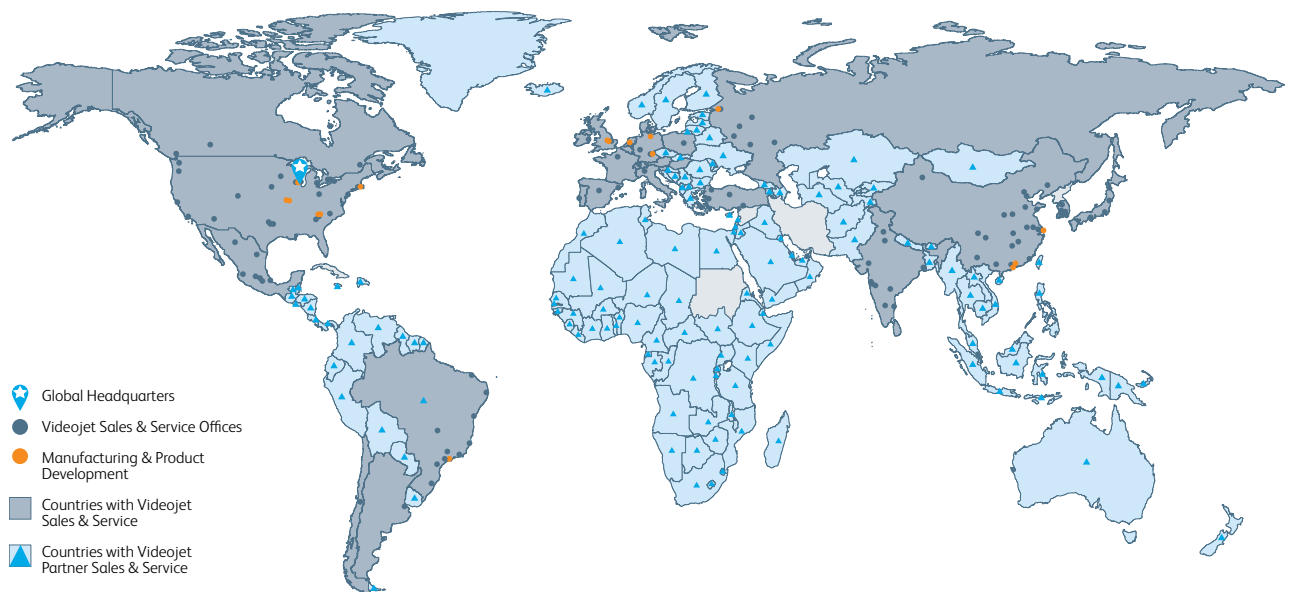 Global Headquarters
Videojet Sales & Service Offices
Manufacturing & Product
Development
Countries with Videojet
Sales & Service
Countries with Videojet
Partner Sales & Service